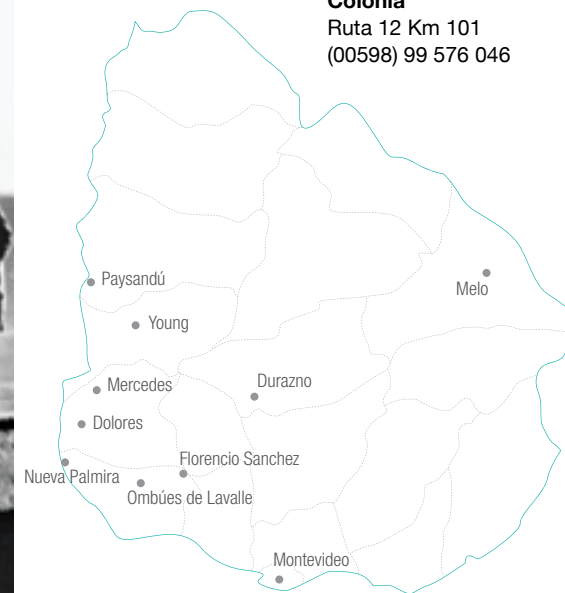 Colonia
Ruta 12 Km 101
(00598) 99 576 046
Paysandú
Melo
Young
Durazno
Mercedes
Dolores
Florencio Sanchez
Nueva Palmira
Ombúes de Lavalle
Montevideo